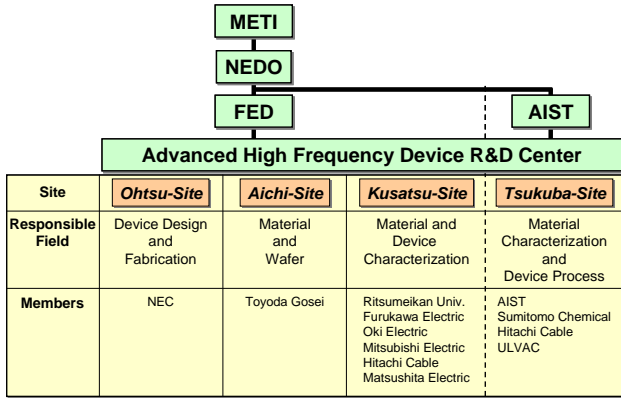 METI
NEDO
FED
AIST
Advanced High Frequency Device R&D Center
Site
Ohtsu-Site
Aichi-Site
Kusatsu-Site
Tsukuba-Site
Responsible
Field
Device Design
and
Fabrication
Material
and
Wafer
Material and
Device
Characterization
Material
Characterization
and
Device Process
Members
NEC
Toyoda Gosei
Ritsumeikan Univ.
Furukawa Electric
Oki Electric
Mitsubishi Electric
Hitachi Cable
Matsushita Electric
AIST
Sumitomo Chemical
Hitachi Cable
ULVAC